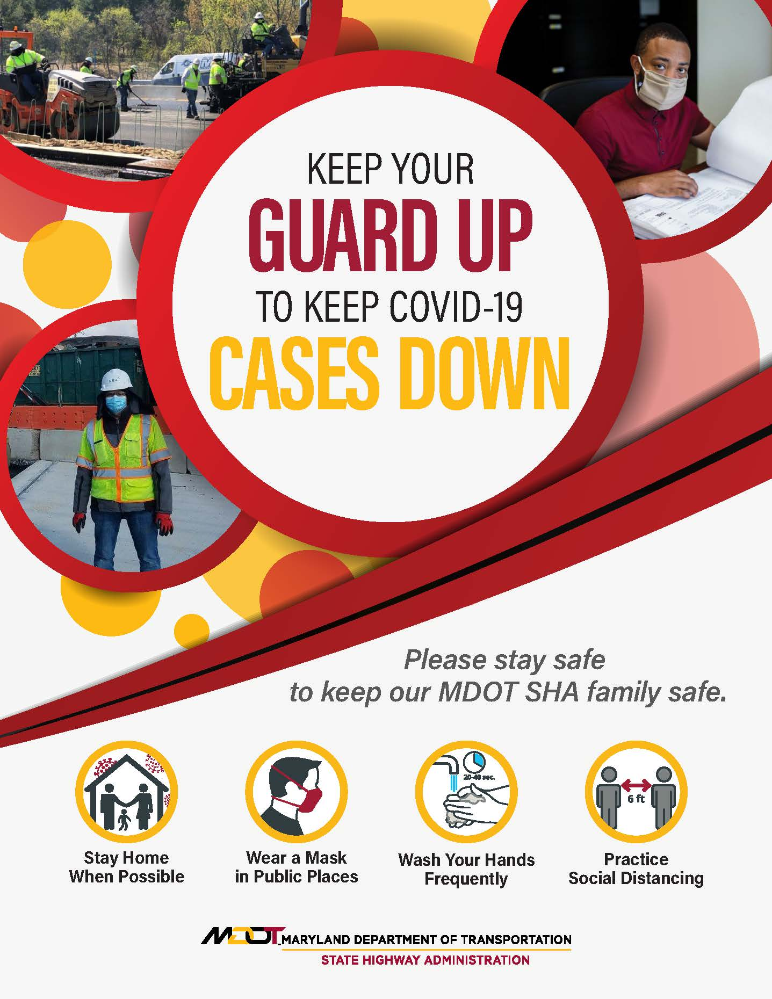 KEEP YOUR
GUARD UP
TO KEEP COVID-19
CASES DOWN
Please stay safe
to keep our MDOT SHA family safe.
20-40 sec.
6 ft
Stay Home
When Possible
Wear a Mask
in Public Places
Wash Your Hands
Frequently
Practice
Social Distancing
MDOT MARYLAND DEPARTMENT OF TRANSPORTATION
STATE HIGHWAY ADMINISTRATION